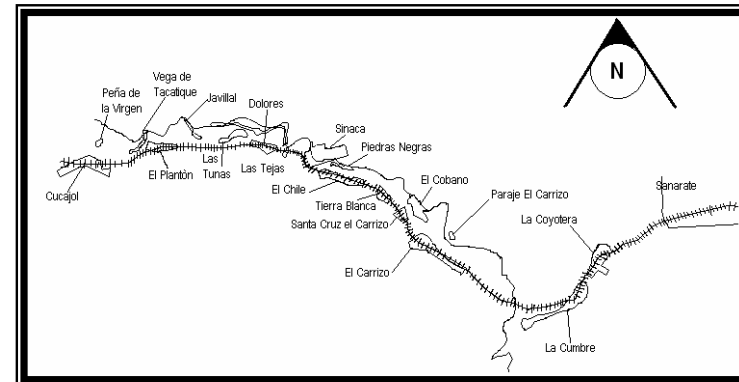 N
Peña de
la Virgen
Vega de
Tacatique
Javillal
Dolores
Sinaca
Piedras Negras
El Cobano
Paraje El Carrizo
Sanarate
La Coyotera
Cucajol
El Plantòn
Las
Tunas
Las Tejas
El Chile
Tierra Blanca
Santa Cruz el Carrizo
El Carrizo
La Cumbre